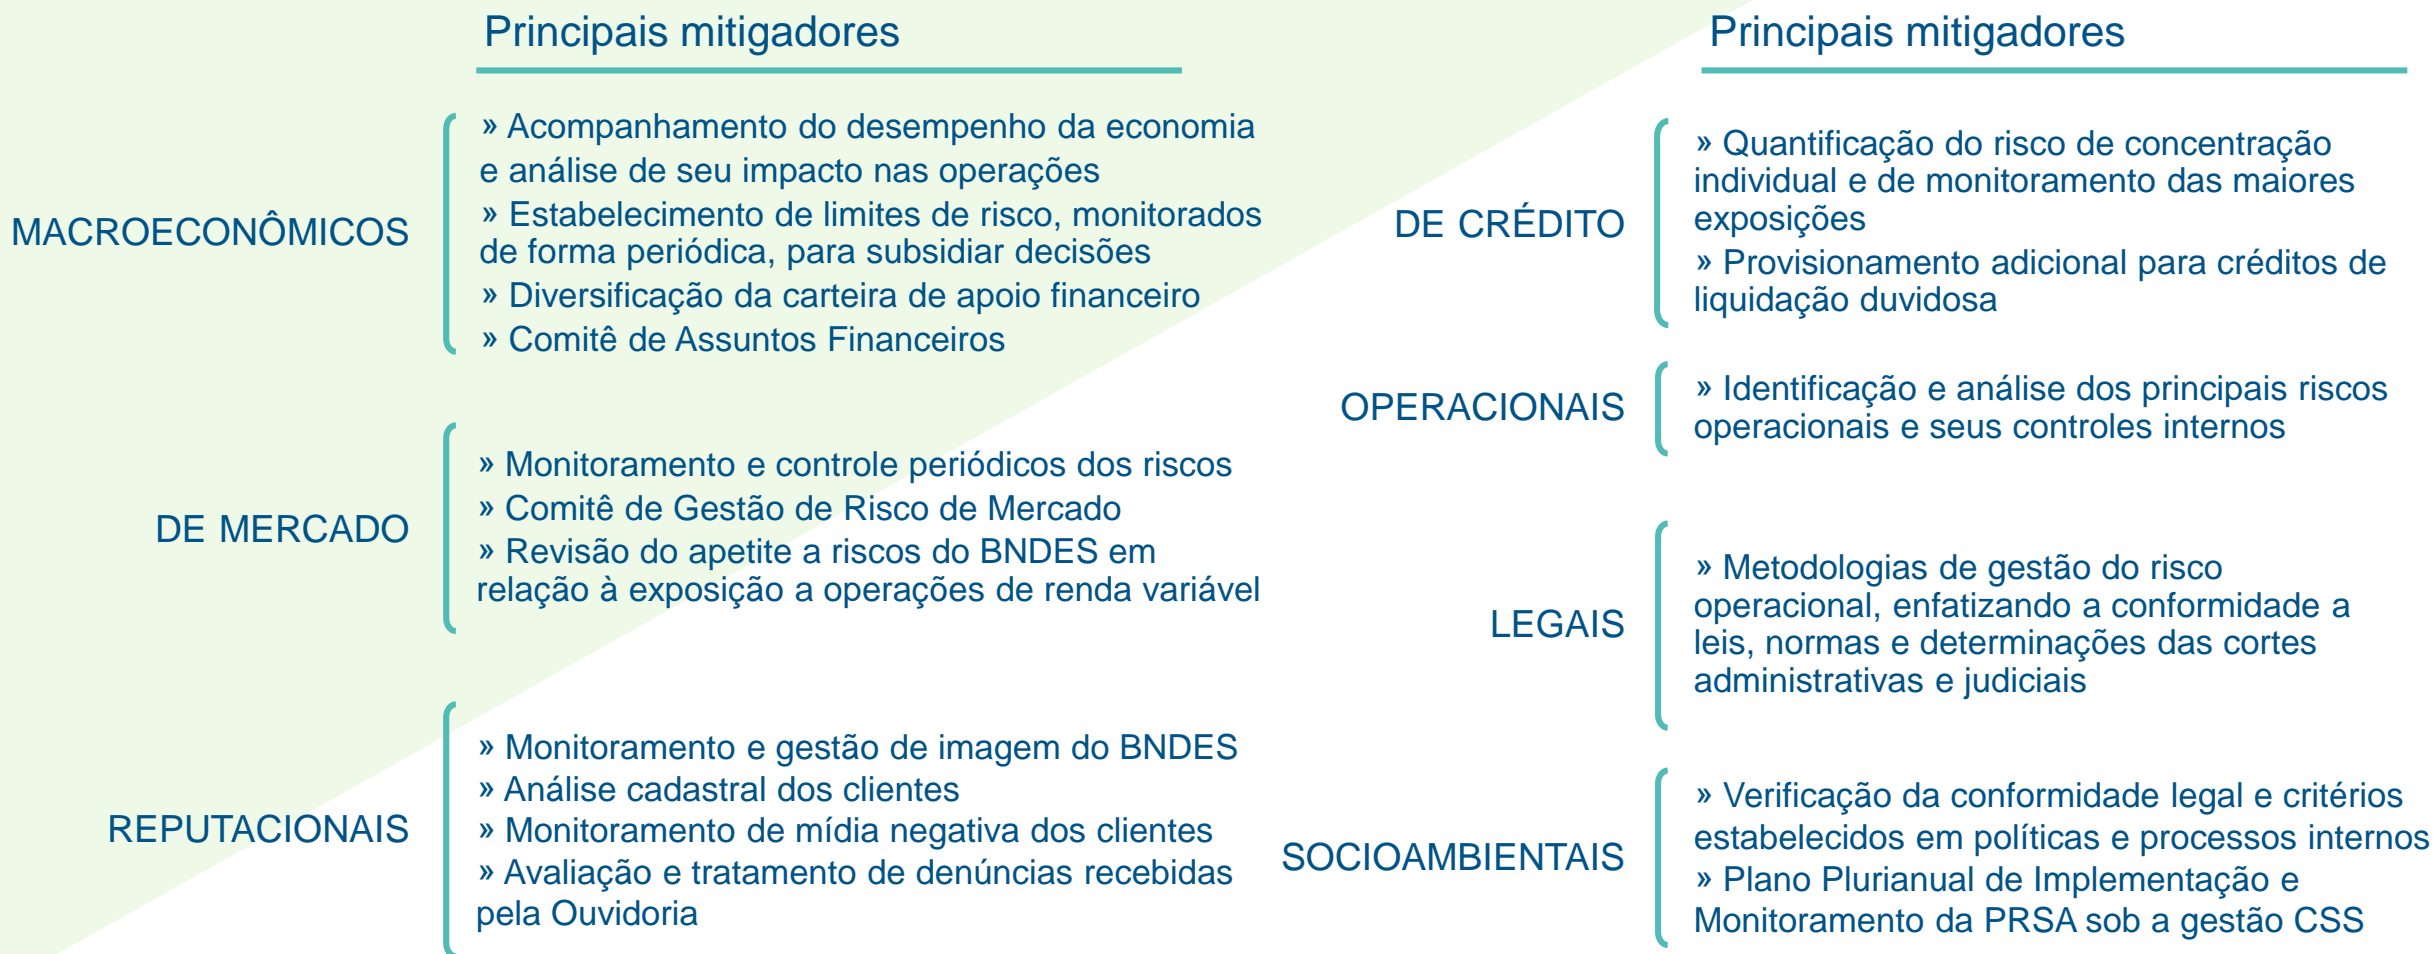 Principais mitigadores
MACROECONÔMICOS
» Acompanhamento do desempenho da economia
e análise de seu impacto nas operações
» Estabelecimento de limites de risco, monitorados
de forma periódica, para subsidiar decisões
» Diversificação da carteira de apoio financeiro
» Comitê de Assuntos Financeiros
DE MERCADO
» Monitoramento e controle periódicos dos riscos
» Comitê de Gestão de Risco de Mercado
» Revisão do apetite a riscos do BNDES em
relação à exposição a operações de renda variável
REPUTACIONAIS
» Monitoramento e gestão de imagem do BNDES
» Análise cadastral dos clientes
» Monitoramento de mídia negativa dos clientes
» Avaliação e tratamento de denúncias recebidas
pela Ouvidoria
Principais mitigadores
DE CRÉDITO
» Quantificação do risco de concentração
individual e de monitoramento das maiores
exposições
» Provisionamento adicional para créditos de
liquidação duvidosa
OPERACIONAIS
» Identificação e análise dos principais riscos
operacionais e seus controles internos
LEGAIS
» Metodologias de gestão do risco
operacional, enfatizando a conformidade a
leis, normas e determinações das cortes
administrativas e judiciais
SOCIOAMBIENTAIS
» Verificação da conformidade legal e critérios
estabelecidos em políticas e processos internos
» Plano Plurianual de Implementação e
Monitoramento da PRSA sob a gestão CSS